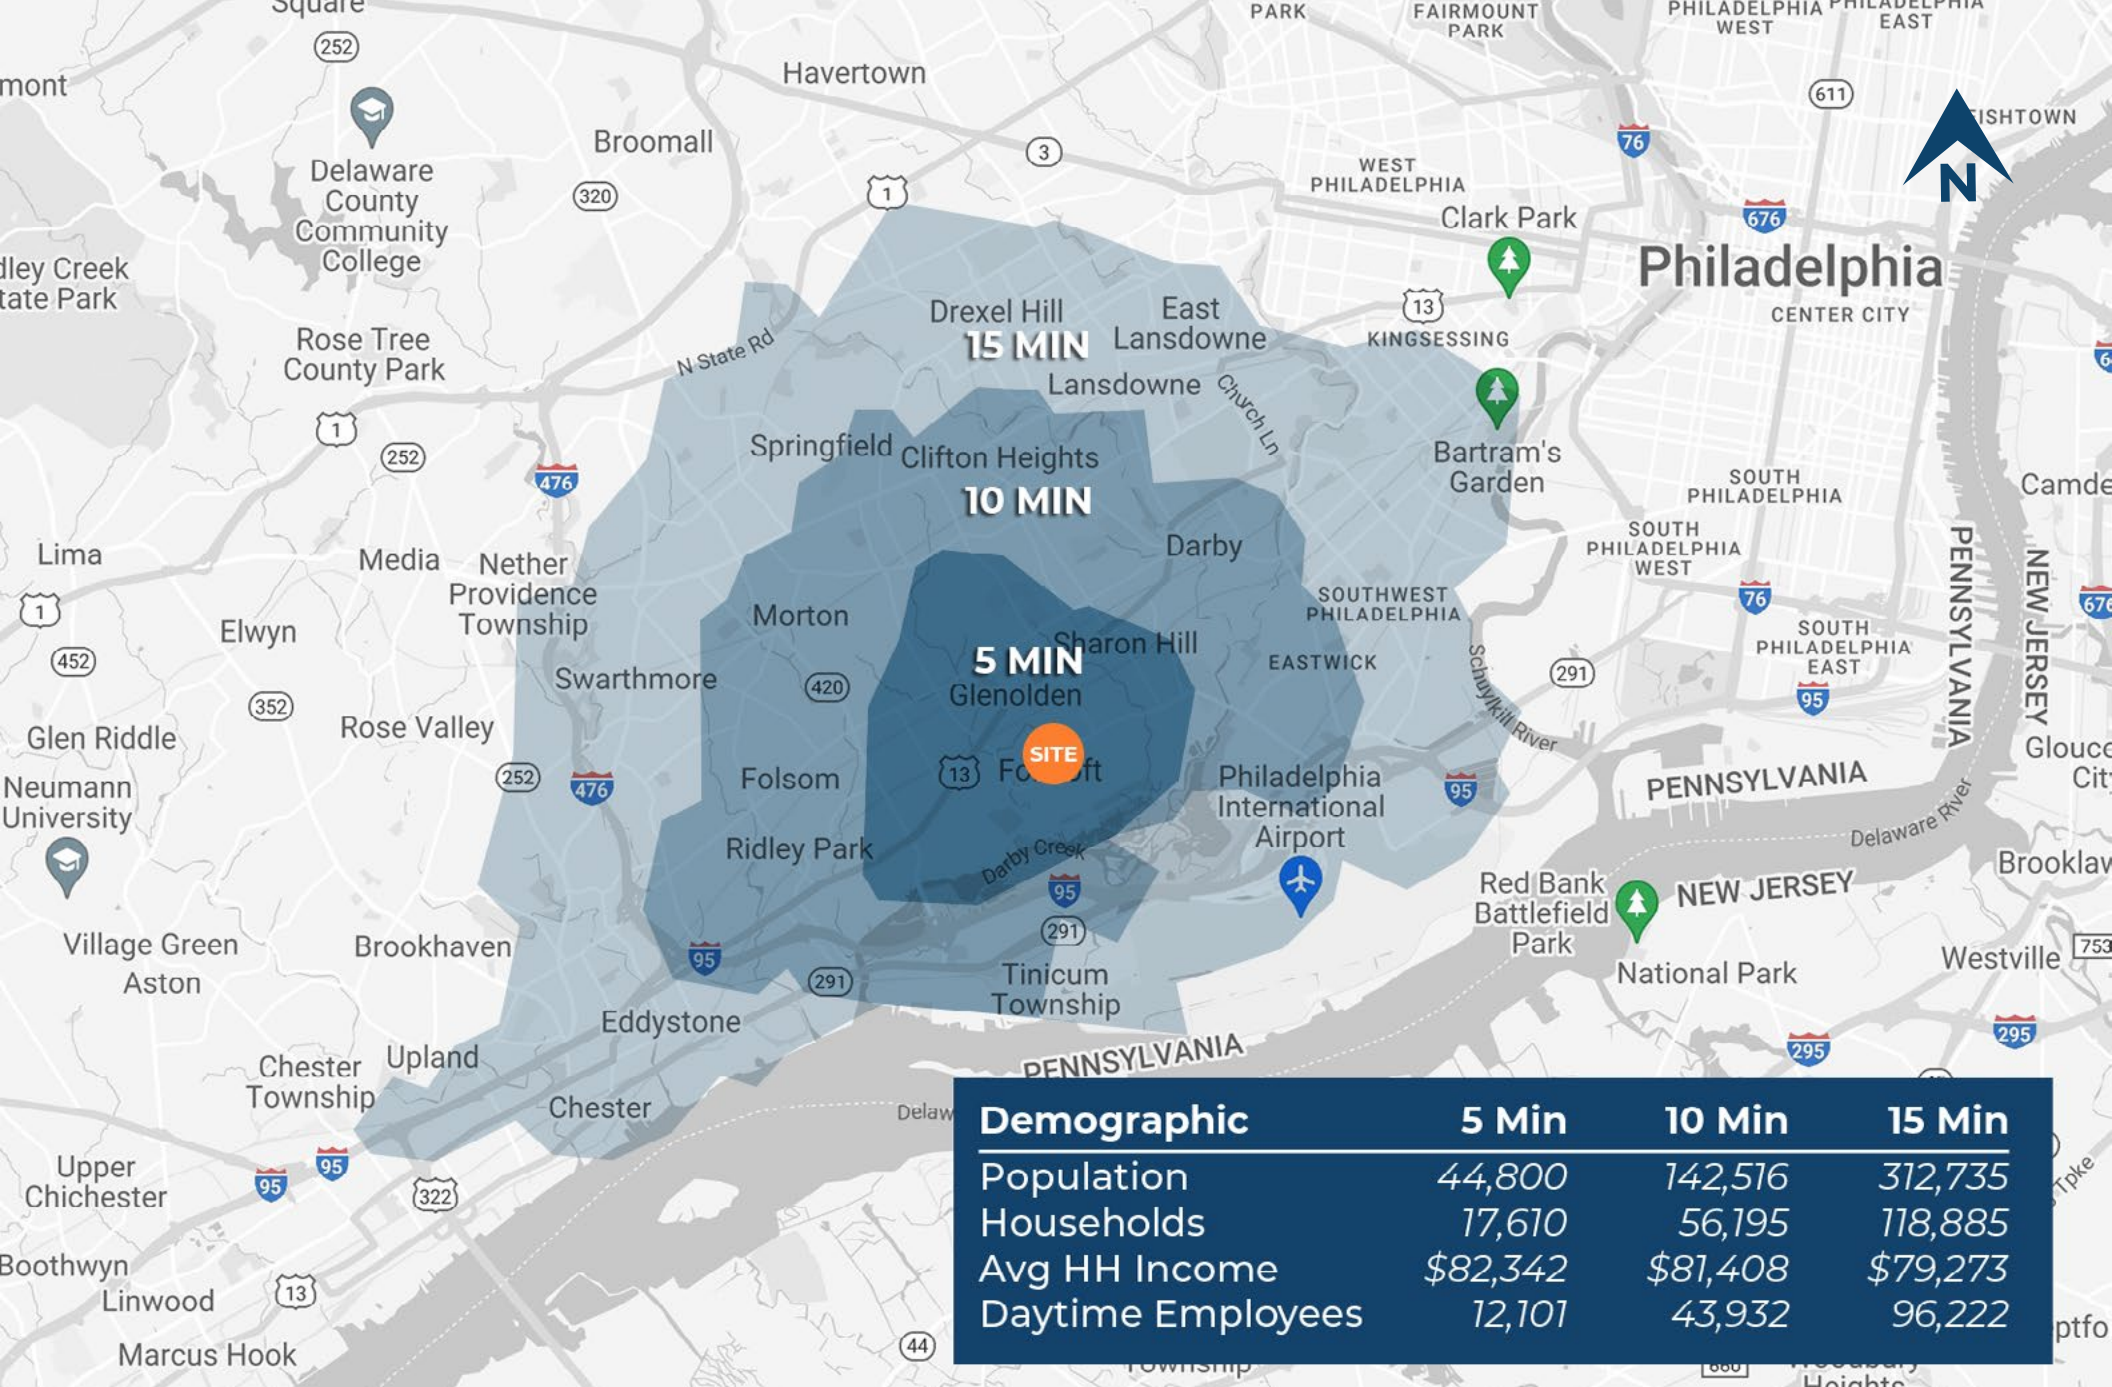 Square
PARK
FAIRMOUNT
PARK
PHILADELPHIA
WEST
PHILADELPHIA
EAST
252
mont
Havertown
611
FISHTOWN
Broomall
3
76
N
Delaware
County
Community
College
320
1
WEST
PHILADELPHIA
Clark Park
676
Philadelphia
CENTER CITY
dley Creek
tate Park
Drexel Hill
15 MIN
East
Lansdowne
13
KINGSESSING
Rose Tree
County Park
N State Rd
Lansdowne
Church Ln
1
252
476
Springfield
Clifton Heights
10 MIN
Bartram's
Garden
SOUTH
PHILADELPHIA
Camde
Lima
Media
Nether
Providence
Township
Darby
SOUTH
PHILADELPHIA
WEST
PENNSYLVANIA
NEW JERSEY
1
Elwyn
Morton
SOUTHWEST
PHILADELPHIA
76
676
452
Sharon Hill
5 MIN
Glenolden
EASTWICK
SOUTH
PHILADELPHIA
EAST
352
Swarthmore
420
Schuylkill River
291
95
Glen Riddle
Rose Valley
SITE
Glouce
City
Neumann
University
252
476
Folsom
13
Philadelphia
International
Airport
95
PENNSYLVANIA
Delaware River
Ridley Park
Darby Creek
95
Brooklaw
Red Bank
Battlefield
Park
NEW JERSEY
Village Green
Aston
Brookhaven
95
291
291
Tinicum
Township
National Park
Westville
753
Eddystone
295
295
Chester
Township
Upland
PENNSYLVANIA
Chester
Delaw
Upper
Chichester
95
95
322
Boothwyn
Linwood
13
Marcus Hook
44
Tpke
ptfo
Demographic 5 Min 10 Min 15 Min
Population 44,800 142,516 312,735
Households 17,610 56,195 118,885
Avg HH Income $82,342 $81,408 $79,273
Daytime Employees 12,101 43,932 96,222
Township
Heights